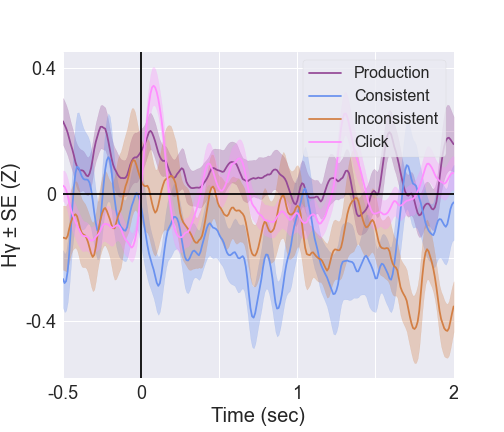 Production
Consistent
Inconsistent
Click
0.4
0
-0.4
Hγ ± SE (Z)
-0.5 0 1 2
Time (sec)